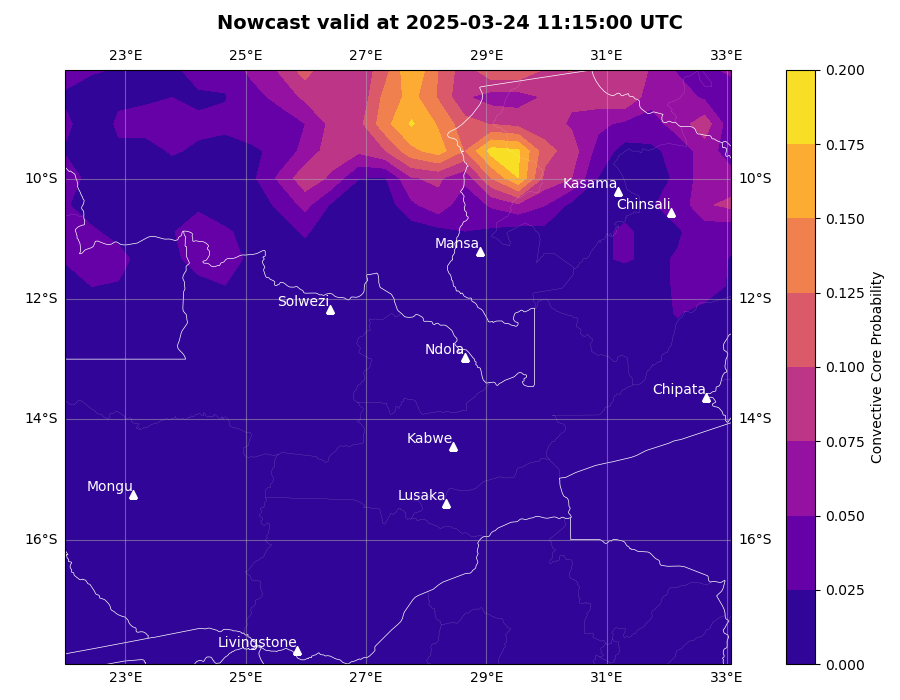 Nowcast valid at 2025-03-24 11:15:00 UTC
23°E 25°E 27°E 29°E 31°E 33°E
0.200
0.175
10°S Kasama 10°S
Chinsali
0.150
Mansa
12°S Solwezi 12°S
0.125
Ndola
0.100
Chipata
14°S 14°S
Kabwe
0.075
Mongu Lusaka
0.050
16°S 16°S
0.025
Livingstone
0.000
23°E 25°E 27°E 29°E 31°E 33°E
Convective Core Probability